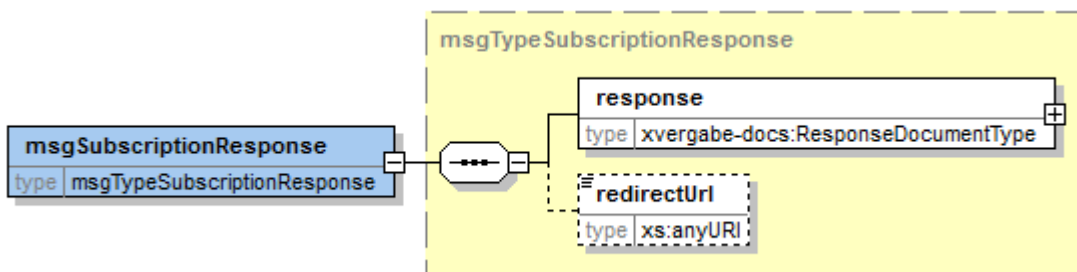 msgTypeSubscriptionResponse
response
type xvergabe-docs:ResponseDocumentType
msgSubscriptionResponse
type msgTypeSubscriptionResponse
redirectUrl
type xs:anyURI